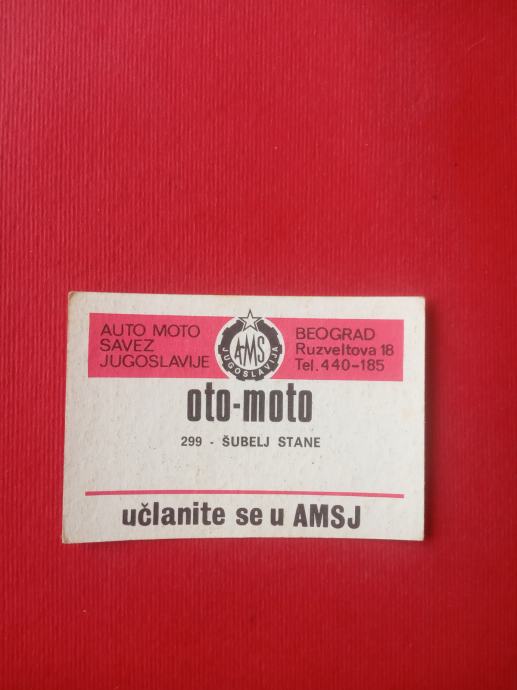 AUTO MOTO
SAVEZ
JUGOSLAVIJE
AMS
JUGOSLAVIJA
BEOGRAD
Ruzveltova 18
Tel. 440-185
oto-moto
299 - ŠUBELJ STANE
učlanite se u AMSJ